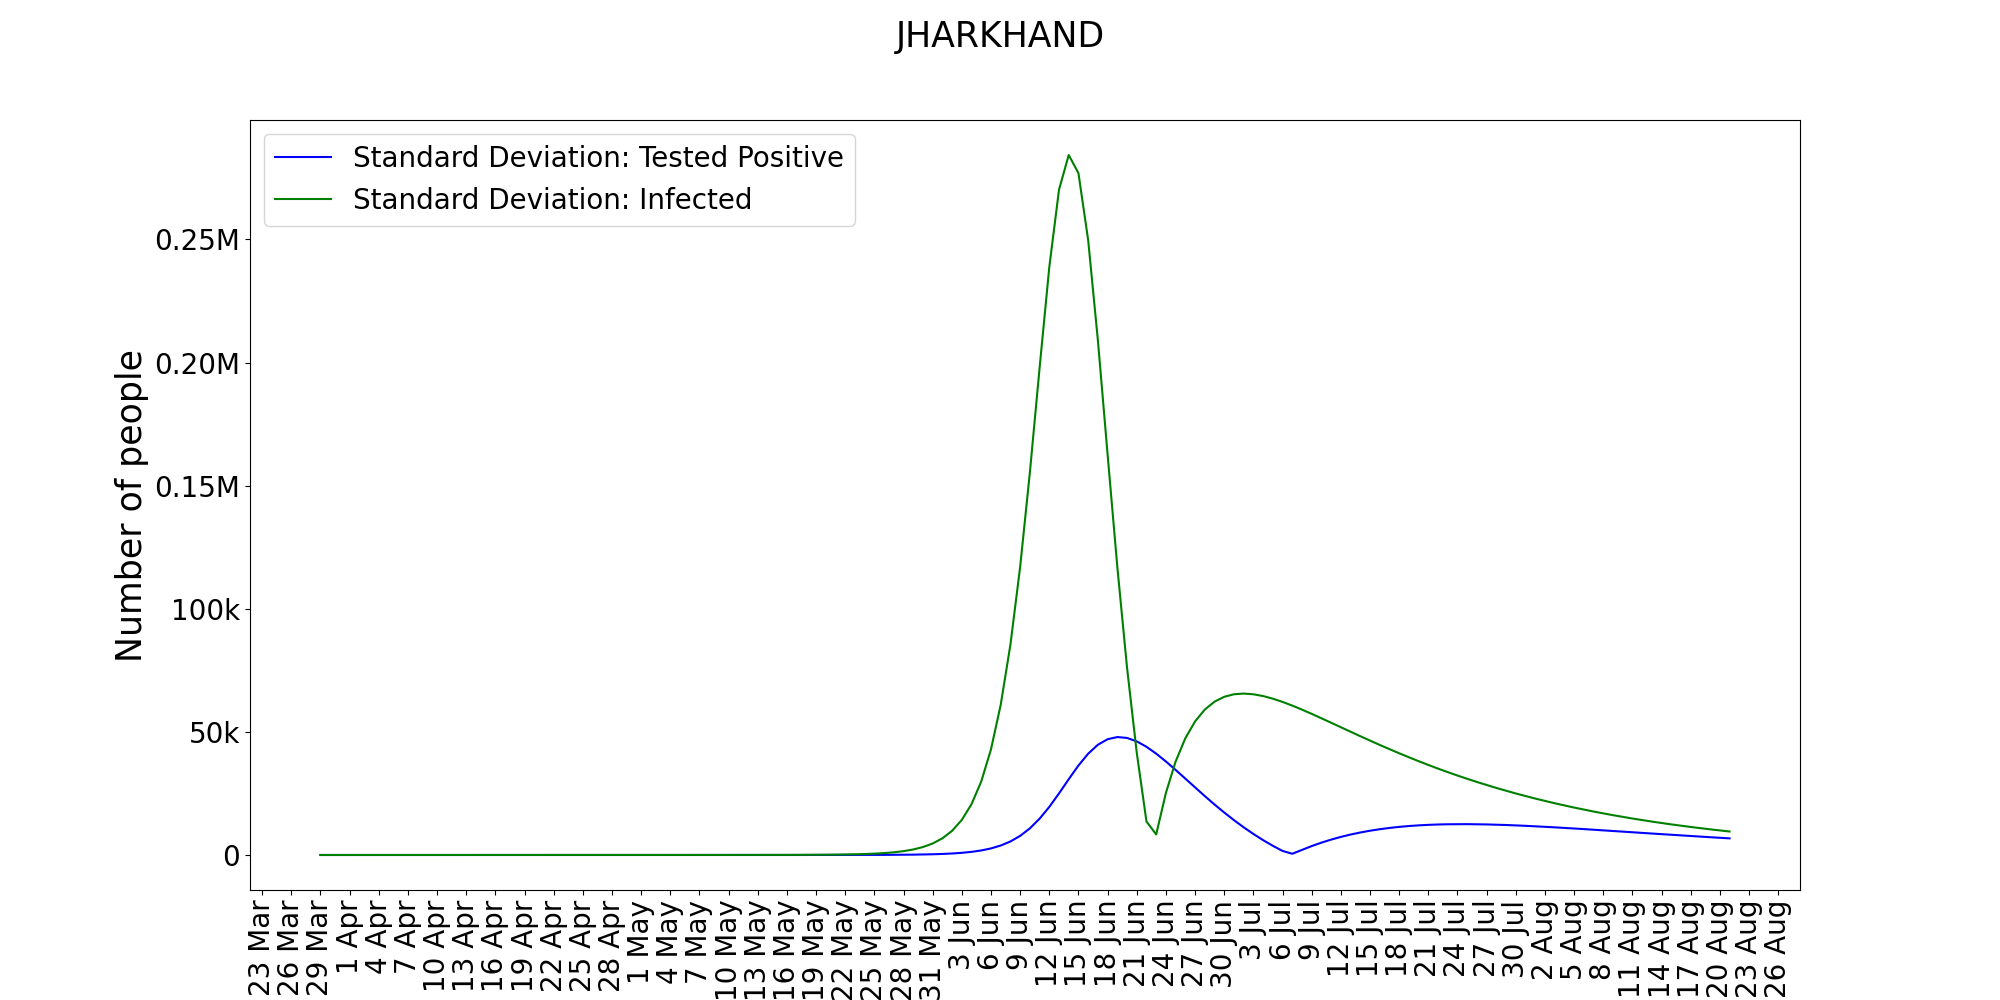 JHARKHAND
Standard Deviation: Tested Positive
Standard Deviation: Infected
Number of people
0.25M
0.20M
0.15M
100k
50k
0
23 Mar
26 Mar
29 Mar
1 Apr
4 Apr
7 Apr
10 Apr
13 Apr
16 Apr
19 Apr
22 Apr
25 Apr
28 Apr
1 May
4 May
7 May
10 May
13 May
16 May
19 May
22 May
25 May
28 May
31 May
3 Jun
6 Jun
9 Jun
12 Jun
15 Jun
18 Jun
21 Jun
24 Jun
27 Jun
30 Jun
3 Jul
6 Jul
9 Jul
12 Jul
15 Jul
18 Jul
21 Jul
24 Jul
27 Jul
30 Jul
2 Aug
5 Aug
8 Aug
11 Aug
14 Aug
17 Aug
20 Aug
23 Aug
26 Aug